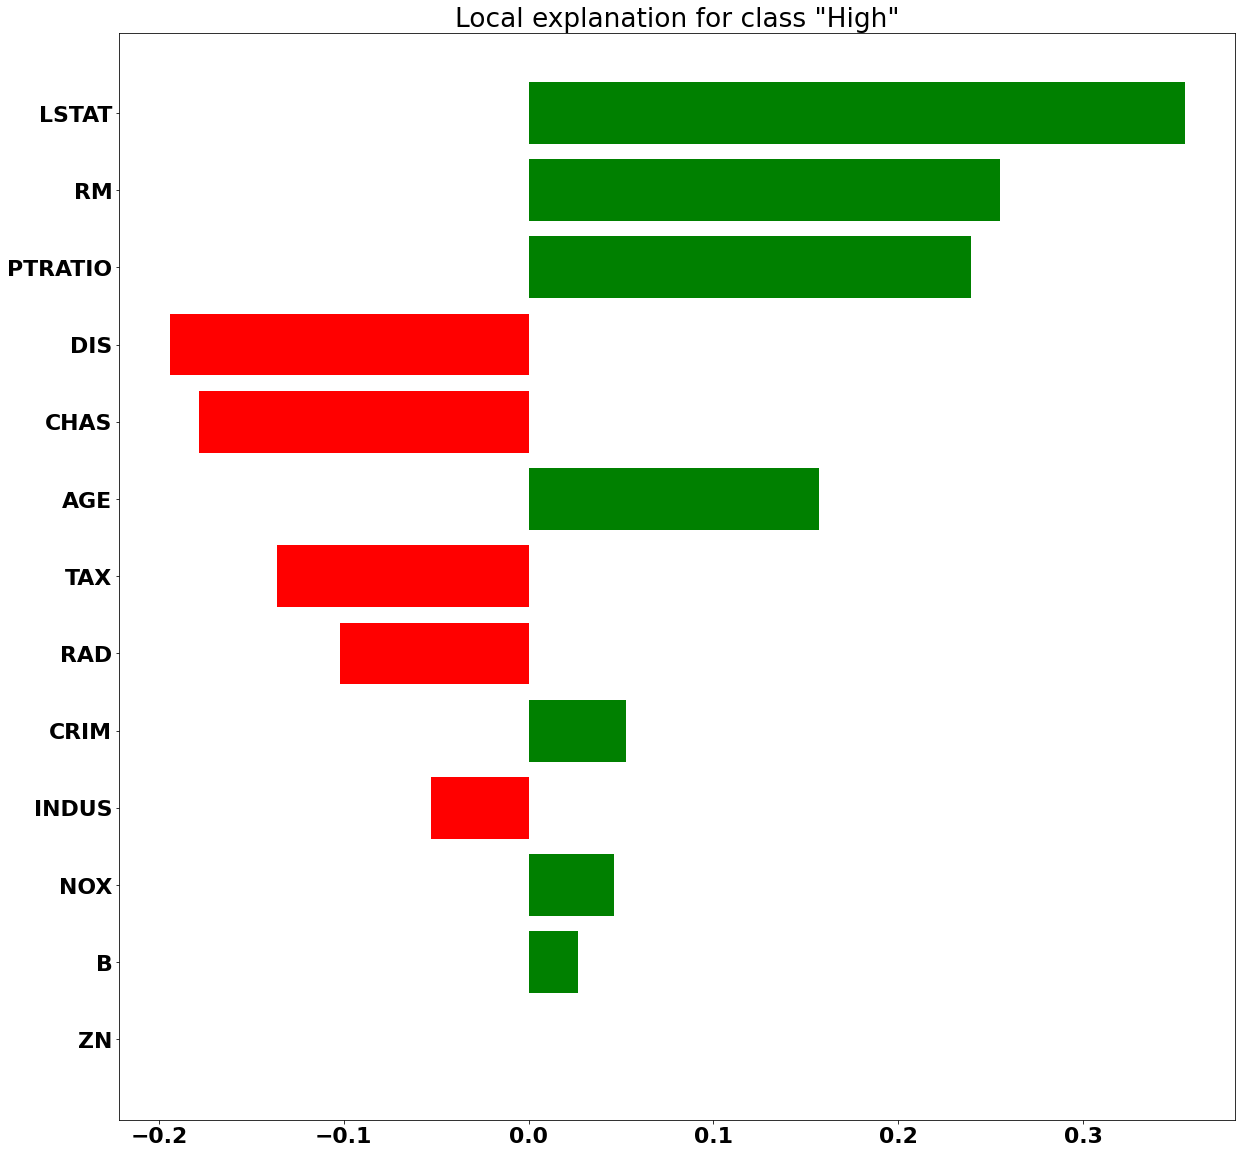 Local explanation for class "High"
LSTAT
RM
PTRATIO
DIS
CHAS
AGE
TAX
RAD
CRIM
INDUS
NOX
B
ZN
−0.2 −0.1 0.0 0.1 0.2 0.3